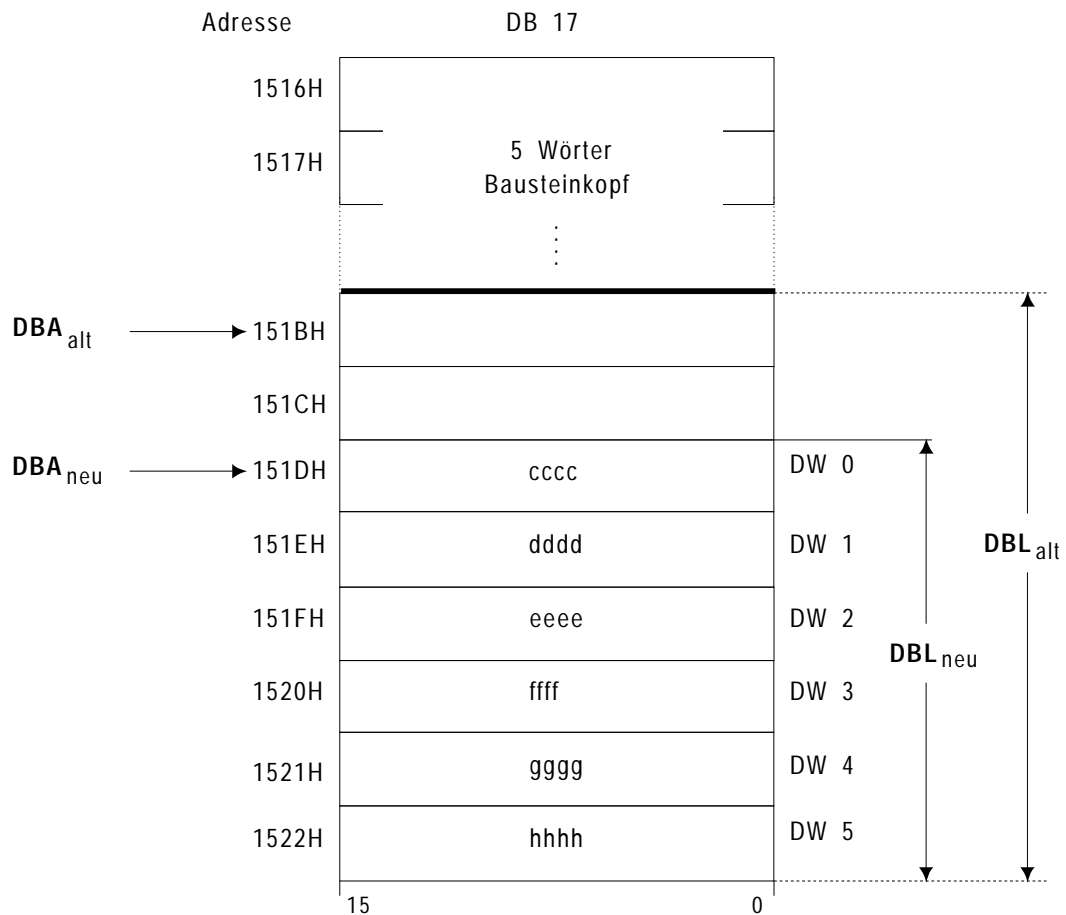 Adresse DB 17
1516H
1517H
5 Wörter
Bausteinkopf
DBA alt
151BH
151CH
DBA neu
151DH cccc DW 0
151EH dddd DW 1
DBL alt
151FH eeee DW 2
DBL neu
1520H ffff DW 3
1521H gggg DW 4
1522H hhhh DW 5
15 0